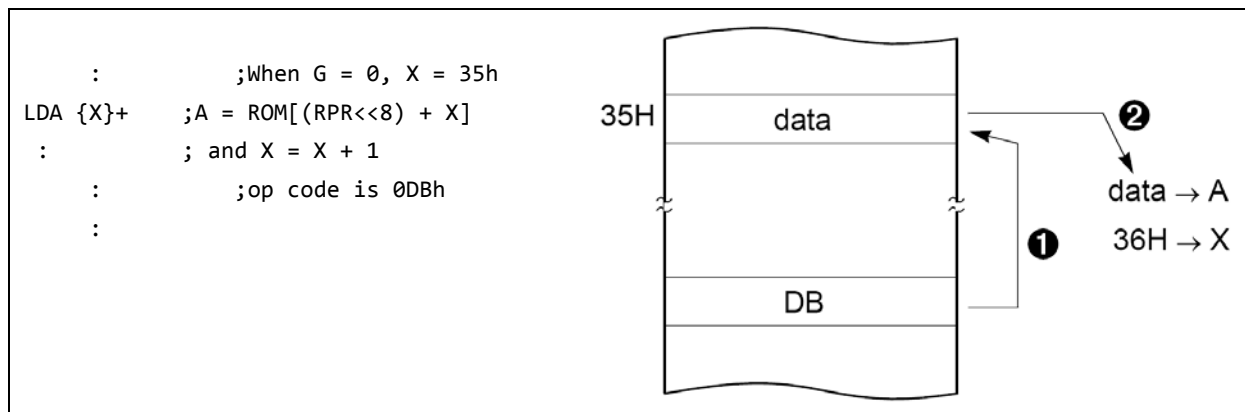 : ;When G = 0, X = 35h
LDA {X}+ ;A = ROM[(RPR<<8) + X]
: ; and X = X + 1
: ;op code is 0DBh
:
35H
data
❷
data → A
36H → X
❶
DB